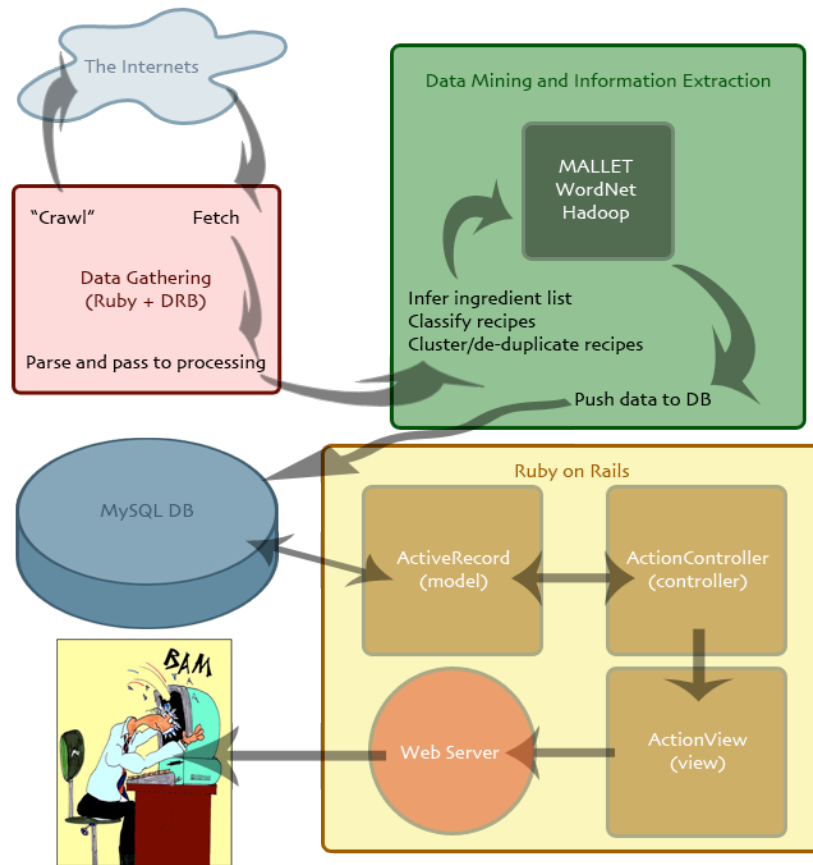 The Internets
"Crawl"
Fetch
Data Gathering
(Ruby + DRB)
Parse and pass to processing
Data Mining and Information Extraction
MALLET
WordNet
Hadoop
Infer ingredient list
Classify recipes
Cluster/de-duplicate recipes
Push data to DB
MySQL DB
Ruby on Rails
ActiveRecord
(model)
ActionController
(controller)
ActionView
(view)
Web Server
BAM